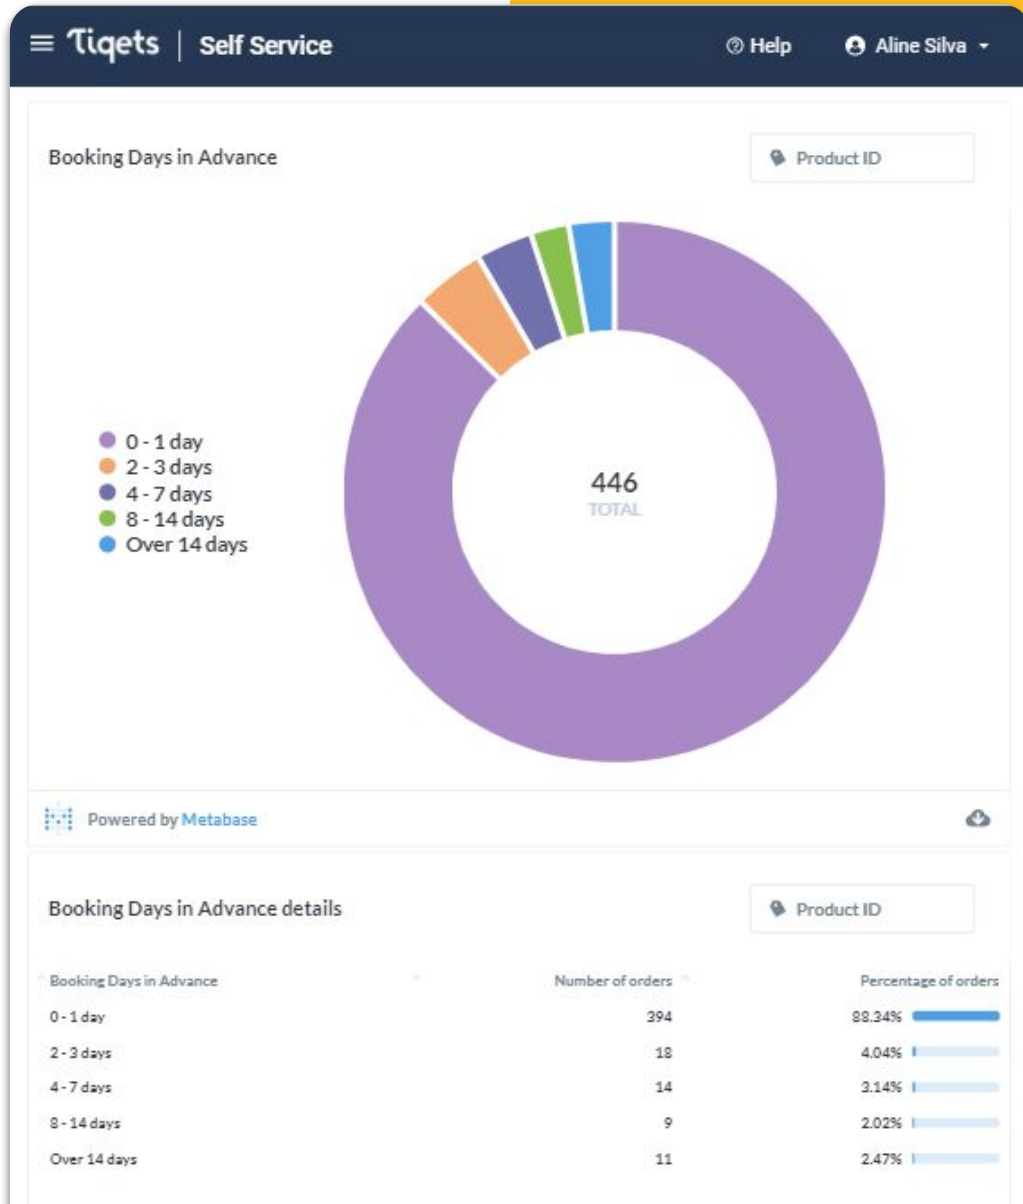 Tiqets | Self Service Help Aline Silva
Booking Days in Advance Product ID
0 - 1 day
2 - 3 days
4 - 7 days
8 - 14 days
Over 14 days
446
TOTAL
Powered by Metabase
Booking Days in Advance details Product ID
Booking Days in Advance Number of orders Percentage of orders
0 - 1 day 394 88.34%
2 - 3 days 18 4.04%
4 - 7 days 14 3.14%
8 - 14 days 9 2.02%
Over 14 days 11 2.47%